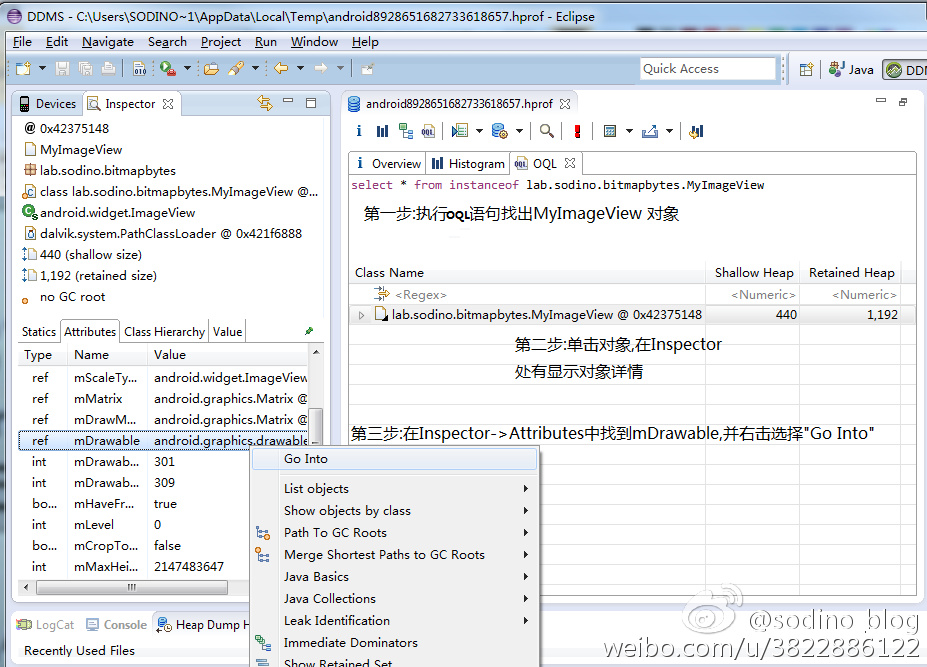 DDMS - C:\Users\SODINO~1\AppData\Local\Temp\android8928651682733618657.hprof - Eclipse
File Edit Navigate Search Project Run Window Help
Quick Access
Java
DD
Devices
Inspector
@ 0x42375148
MyImageView
lab.sodino.bitmapbytes
class lab.sodino.bitmapbytes.MyImageView @...
android.widget.ImageView
dalvik.system.PathClassLoader @ 0x421f6888
440 (shallow size)
1,192 (retained size)
no GC root
Statics Attributes Class Hierarchy Value
Type Name Value
ref mScaleTy... android.widget.ImageView
ref mMatrix android.graphics.Matrix @
ref mDrawM... android.graphics.Matrix @
ref mDrawable android.graphics.drawable
int mDrawab... 301
int mDrawab... 309
bo... mHaveFr... true
int mLevel 0
bo... mCropTo... false
int mMaxHei... 2147483647
android8928651682733618657.hprof
i OQL
i Overview Histogram OQL
select * from instanceof lab.sodino.bitmapbytes.MyImageView
第一步:执行OQL语句找出MyImageView 对象
Class Name Shallow Heap Retained Heap
<Regex> <Numeric> <Numeric>
lab.sodino.bitmapbytes.MyImageView @ 0x42375148 440 1,192
第二步:单击对象,在Inspector
处有显示对象详情
第三步:在Inspector->Attributes中找到mDrawable,并右击选择"Go Into"
Go Into
List objects
Show objects by class
Path To GC Roots
Merge Shortest Paths to GC Roots
Java Basics
Java Collections
Leak Identification
Immediate Dominators
Show Retained Set
LogCat Console Heap Dump H
Recently Used Files
@sodino_blog
weibo.com/u/3822886122